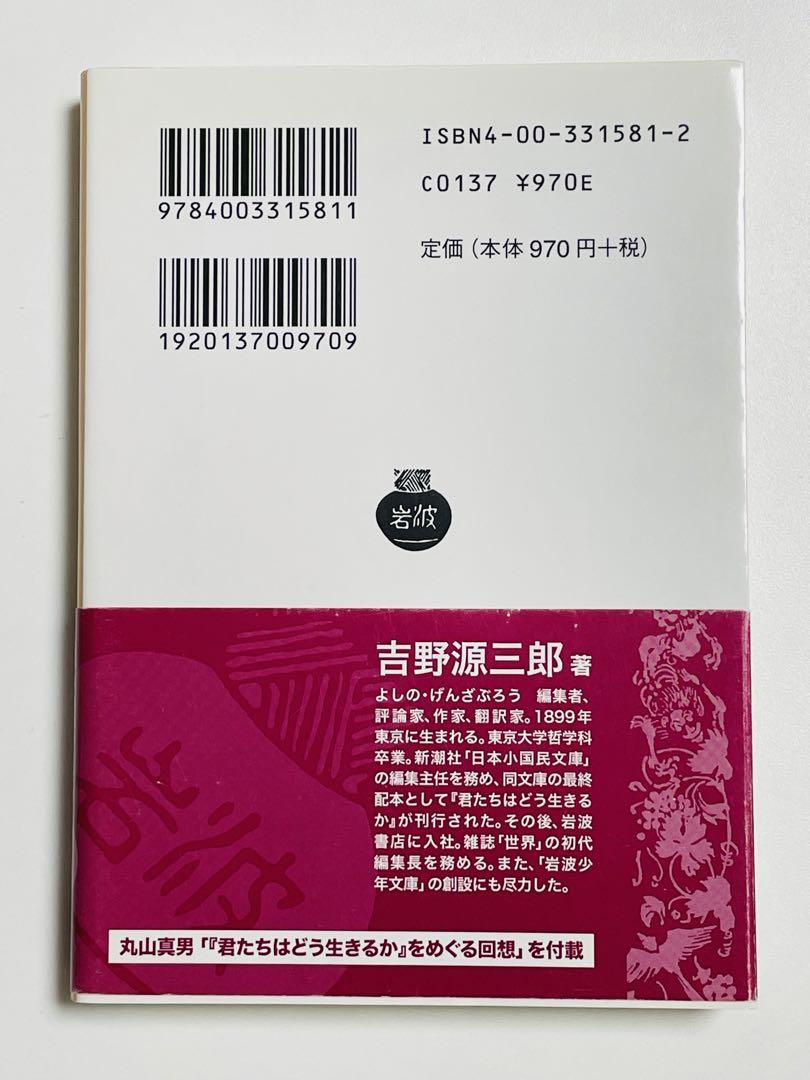 9784003315811
ISBN4-00-331581-2
C0137 ¥970E
定価(本体970円+税)
1920137009709
岩波
吉野源三郎 著
よしの・げんざぶろう 編集者、
評論家、作家、翻訳家。1899年
東京に生まれる。東京大学哲学科
卒業。新潮社「日本小国民文庫」
の編集主任を務め、同文庫の最終
配本として『君たちはどう生きる
か』が刊行された。その後、岩波
書店に入社。雑誌「世界」の初代
編集長を務める。また、「岩波少
年文庫」の創設にも尽力した。
岩波
丸山真男「『君たちはどう生きるか』をめぐる回想」を付載